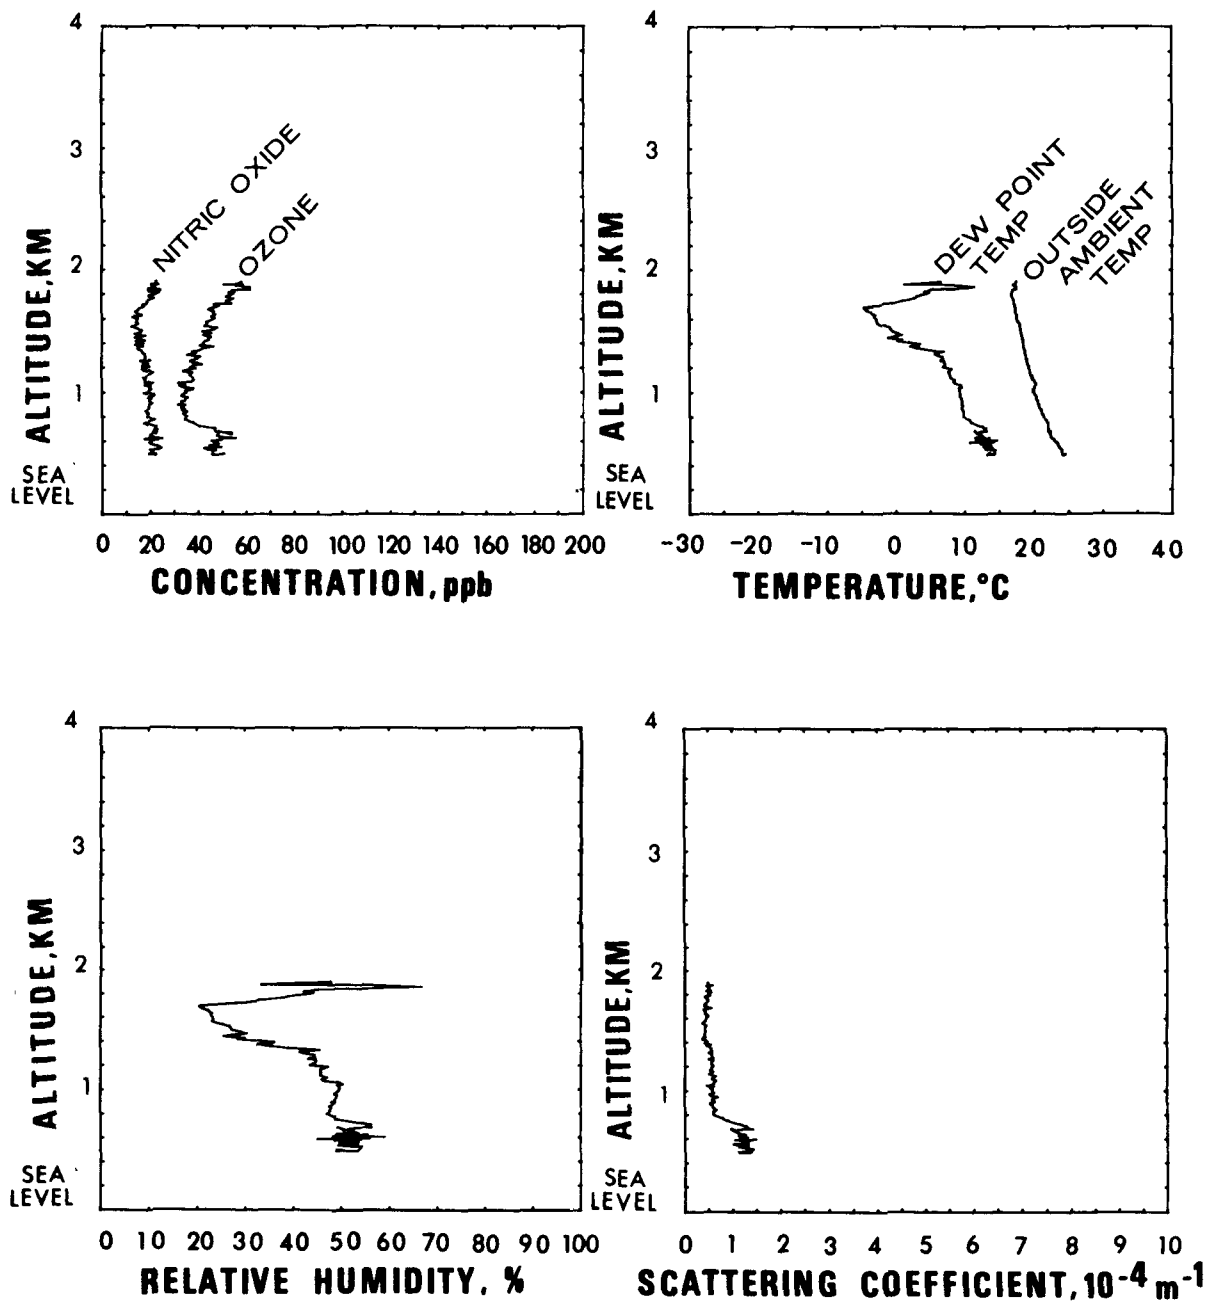 4
3
2
1
ALTITUDE,KM
SEA
LEVEL
NITRIC OXIDE
OZONE
0 20 40 60 80 100 120 140 160 180 200
CONCENTRATION,ppb
4
3
2
1
ALTITUDE,KM
SEA
LEVEL
DEW POINT
TEMP
OUTSIDE
AMBIENT
TEMP
-30 -20 -10 0 10 20 30 40
TEMPERATURE,°C
4
3
2
1
ALTITUDE,KM
SEA
LEVEL
0 10 20 30 40 50 60 70 80 90 100
RELATIVE HUMIDITY, %
4
3
2
1
ALTITUDE,KM
SEA
LEVEL
0 1 2 3 4 5 6 7 8 9 10
SCATTERING COEFFICIENT,10-4 m-1